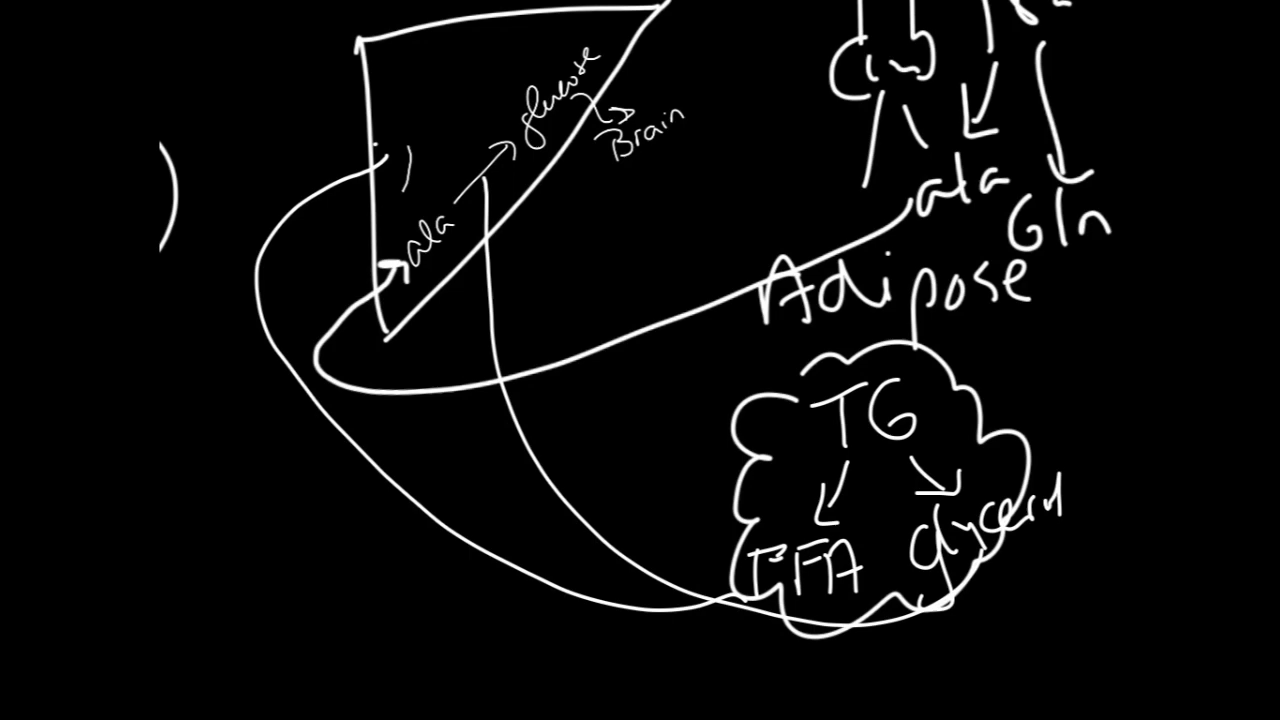 glucose
Brain
ala
ala
Gln
Adipose
TG
FFA
glycerol